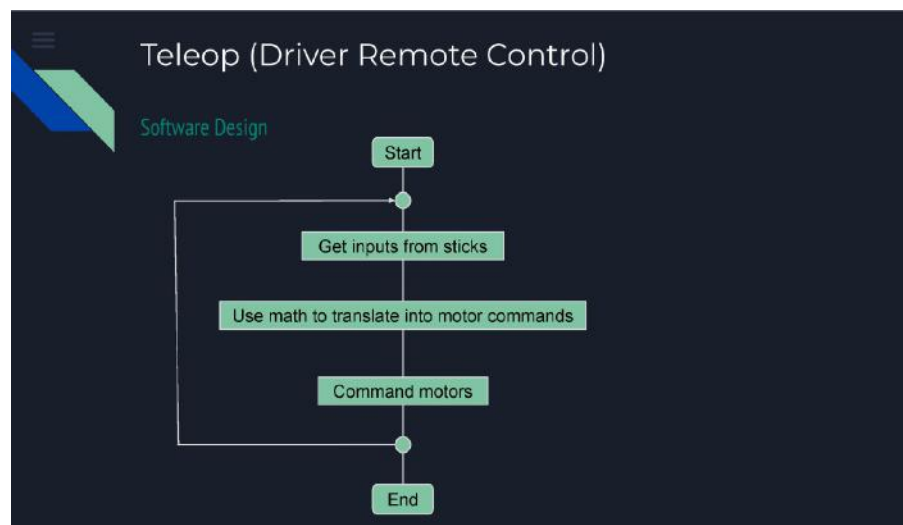 Teleop (Driver Remote Control)
Software Design
Start
Get inputs from sticks
Use math to translate into motor commands
Command motors
End